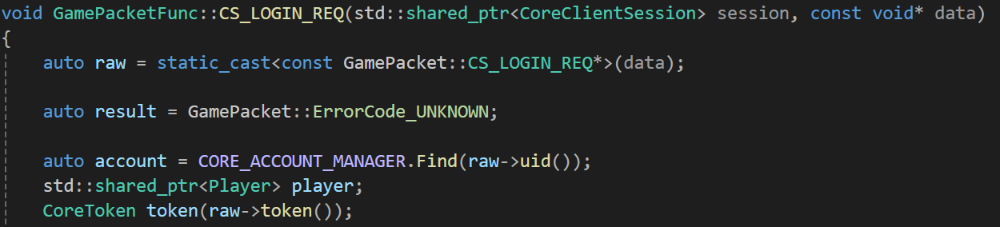 void GamePacketFunc::CS_LOGIN_REQ(std::shared_ptr<CoreClientSession> session, const void* data)
{
auto raw = static_cast<const GamePacket::CS_LOGIN_REQ*>(data);
auto result = GamePacket::ErrorCode_UNKNOWN;
auto account = CORE_ACCOUNT_MANAGER.Find(raw->uid());
std::shared_ptr<Player> player;
CoreToken token(raw->token());